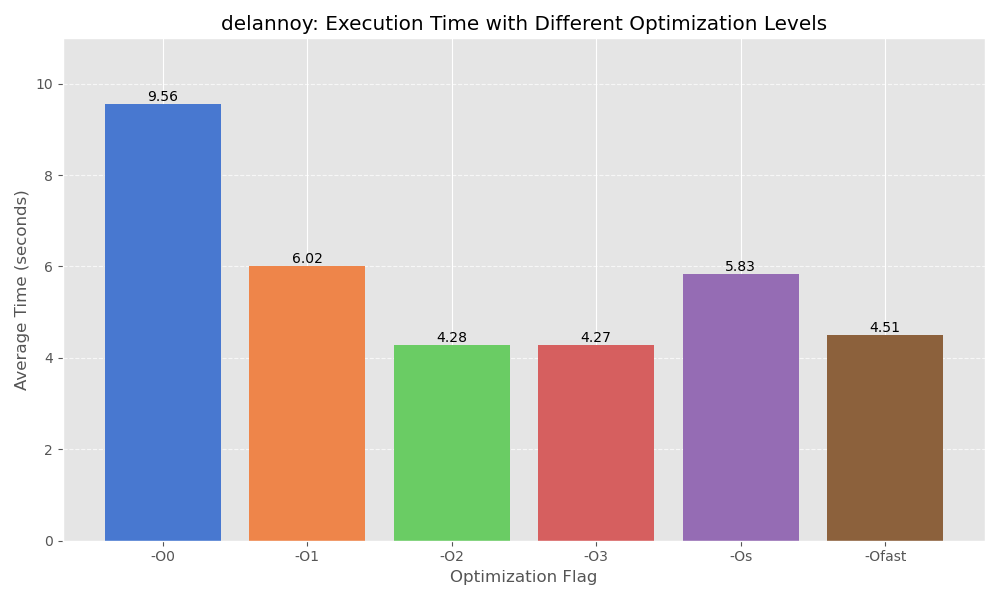 delannoy: Execution Time with Different Optimization Levels
Average Time (seconds)
10
8
6
4
2
0
9.56
6.02
4.28
4.27
5.83
4.51
-O0
-O1
-O2
-O3
-Os
-Ofast
Optimization Flag